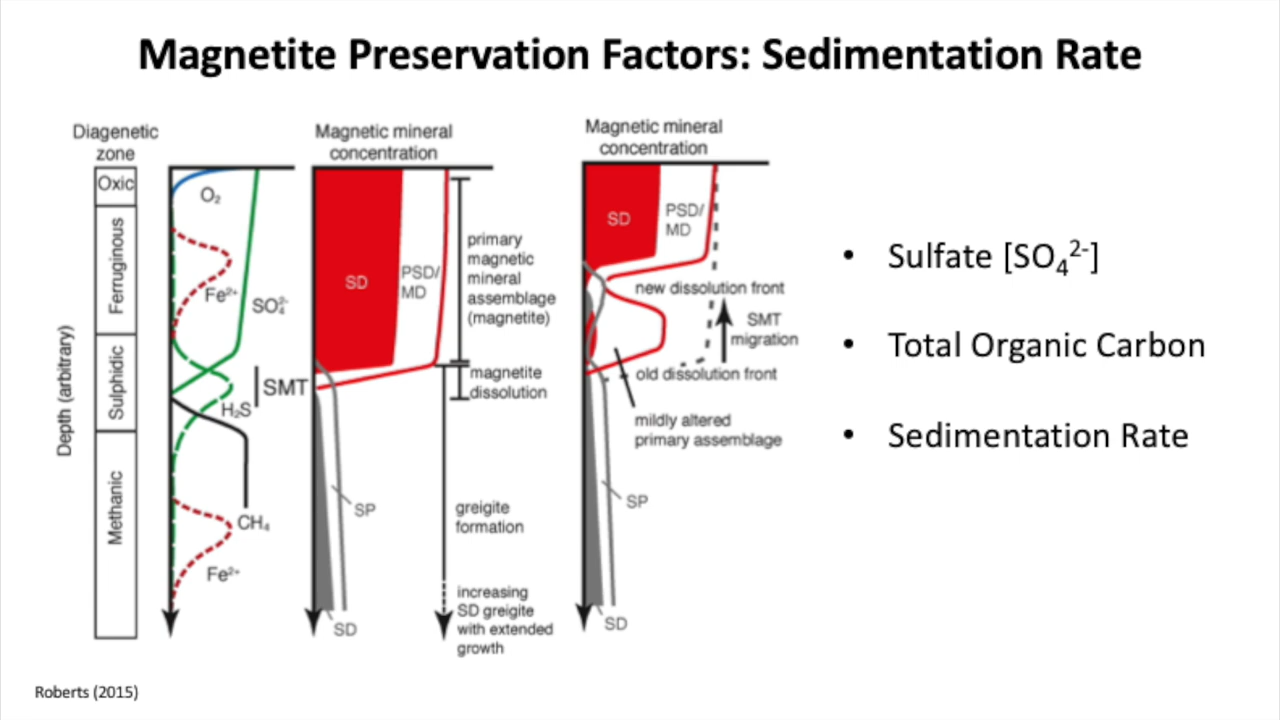 Magnetite Preservation Factors: Sedimentation Rate
Diagenetic
zone
Oxic
Ferruginous
Sulphidic
Methanic
Depth (arbitrary)
O₂
Fe²⁺
SO₄²⁻
H₂S
SMT
CH₄
Fe²⁺
Magnetic mineral
concentration
SD
PSD/
MD
primary
magnetic
mineral
assemblage
(magnetite)
magnetite
dissolution
SP
greigite
formation
increasing
SD greigite
with extended
growth
SD
Magnetic mineral
concentration
SD
PSD/
MD
new dissolution front
SMT
migration
old dissolution front
mildly altered
primary assemblage
SP
SD
• Sulfate [SO₄²⁻]
• Total Organic Carbon
• Sedimentation Rate
Roberts (2015)